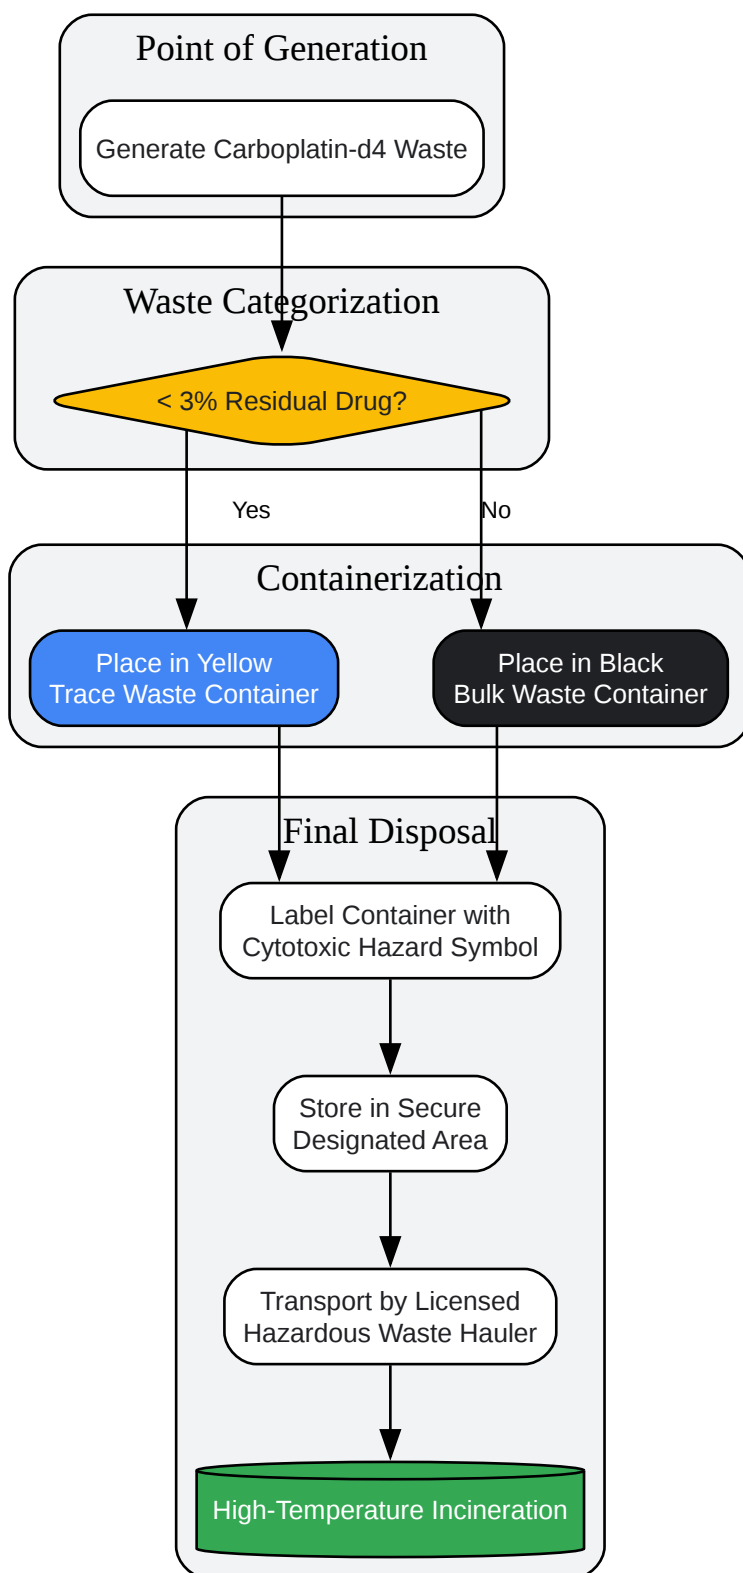 Point of Generation
Generate Carboplatin-d4 Waste
Waste Categorization
< 3% Residual Drug?
Yes
No
Containerization
Place in Yellow
Trace Waste Container
Place in Black
Bulk Waste Container
Final Disposal
Label Container with
Cytotoxic Hazard Symbol
Store in Secure
Designated Area
Transport by Licensed
Hazardous Waste Hauler
High-Temperature Incineration